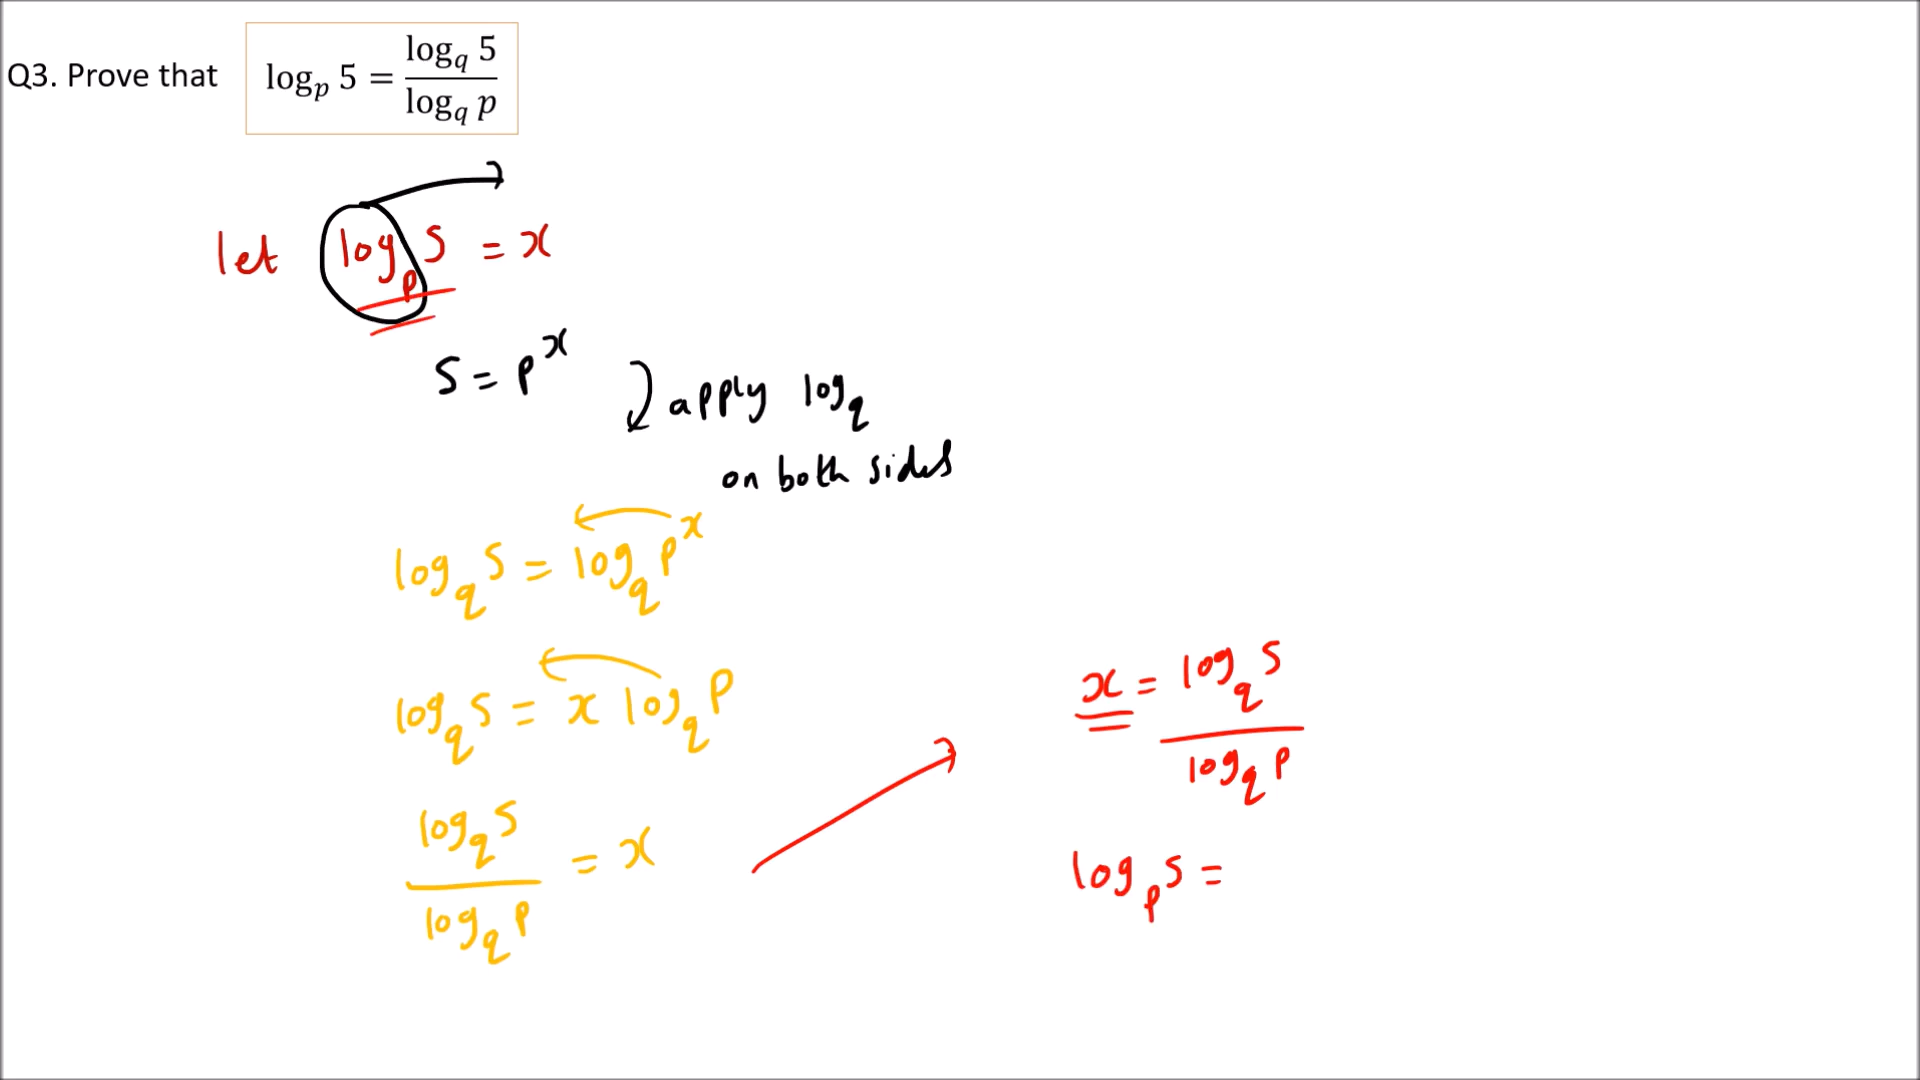 Q3. Prove that log_p 5 = log_q 5 / log_q p
let log_p 5 = x
5 = p^x
apply log_q
on both sides
log_q 5 = log_q p^x
log_q 5 = x log_q p
log_q 5 / log_q p = x
x = log_q 5 / log_q p
log_p 5 =